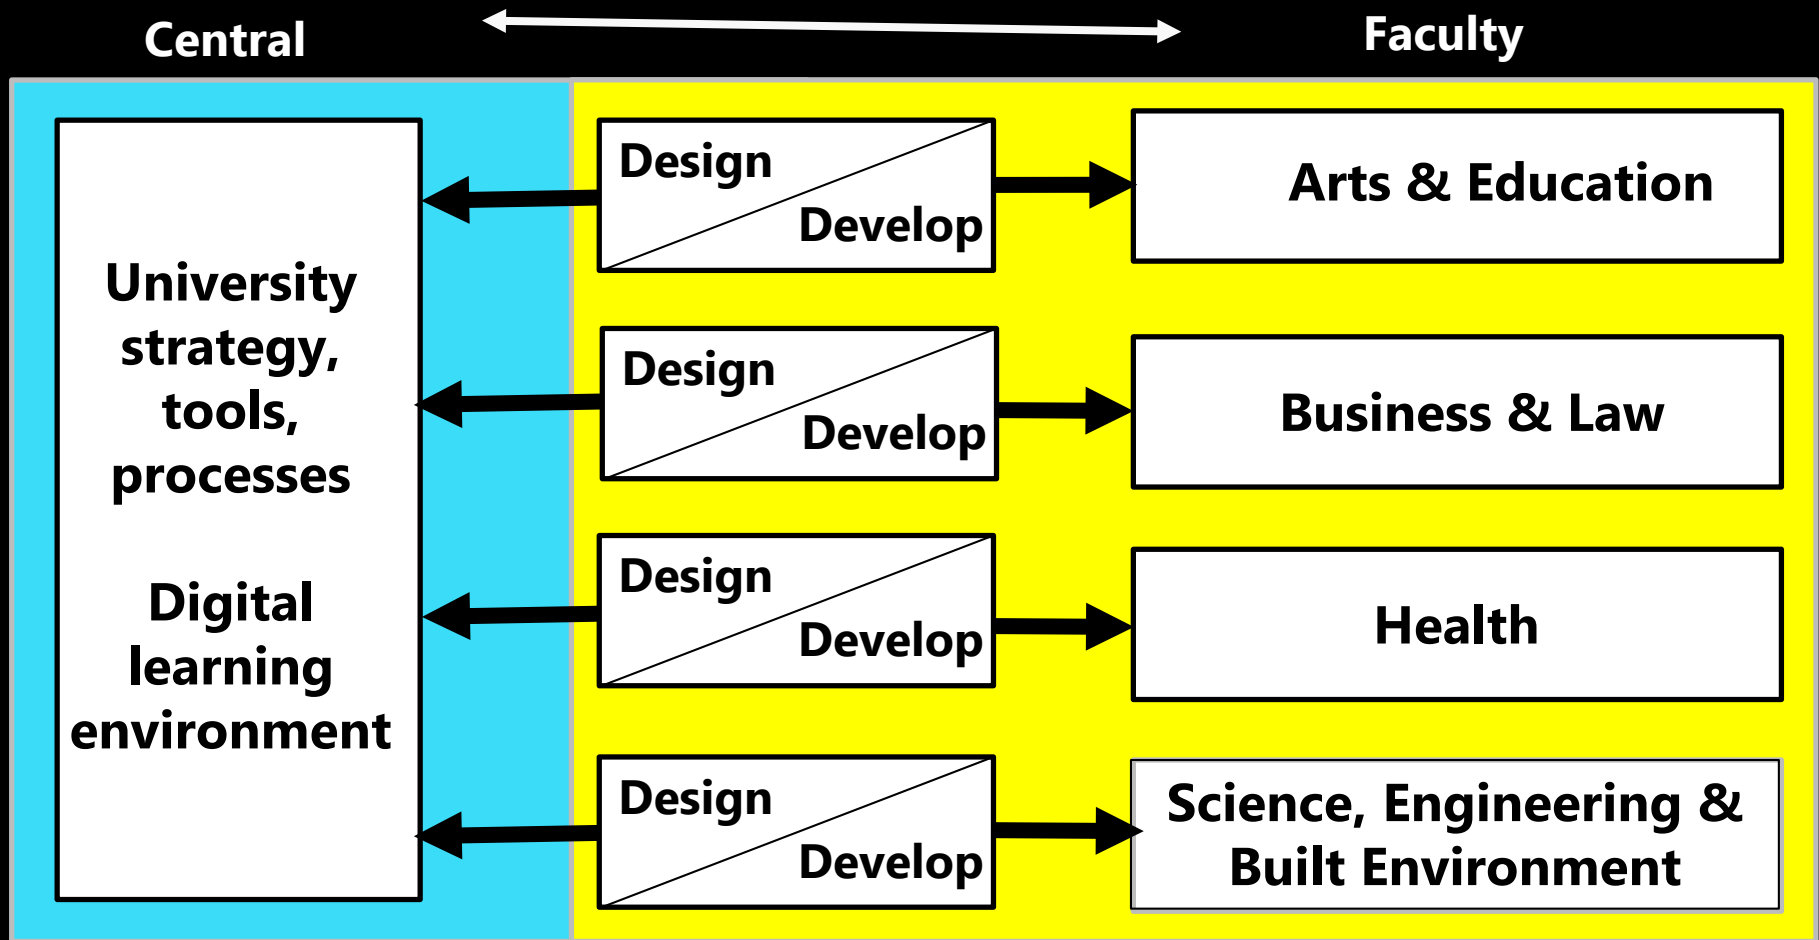 Central
Faculty
University
strategy,
tools,
processes
Digital
learning
environment
Design
Develop
Arts & Education
Design
Develop
Business & Law
Design
Develop
Health
Design
Develop
Science, Engineering &
Built Environment